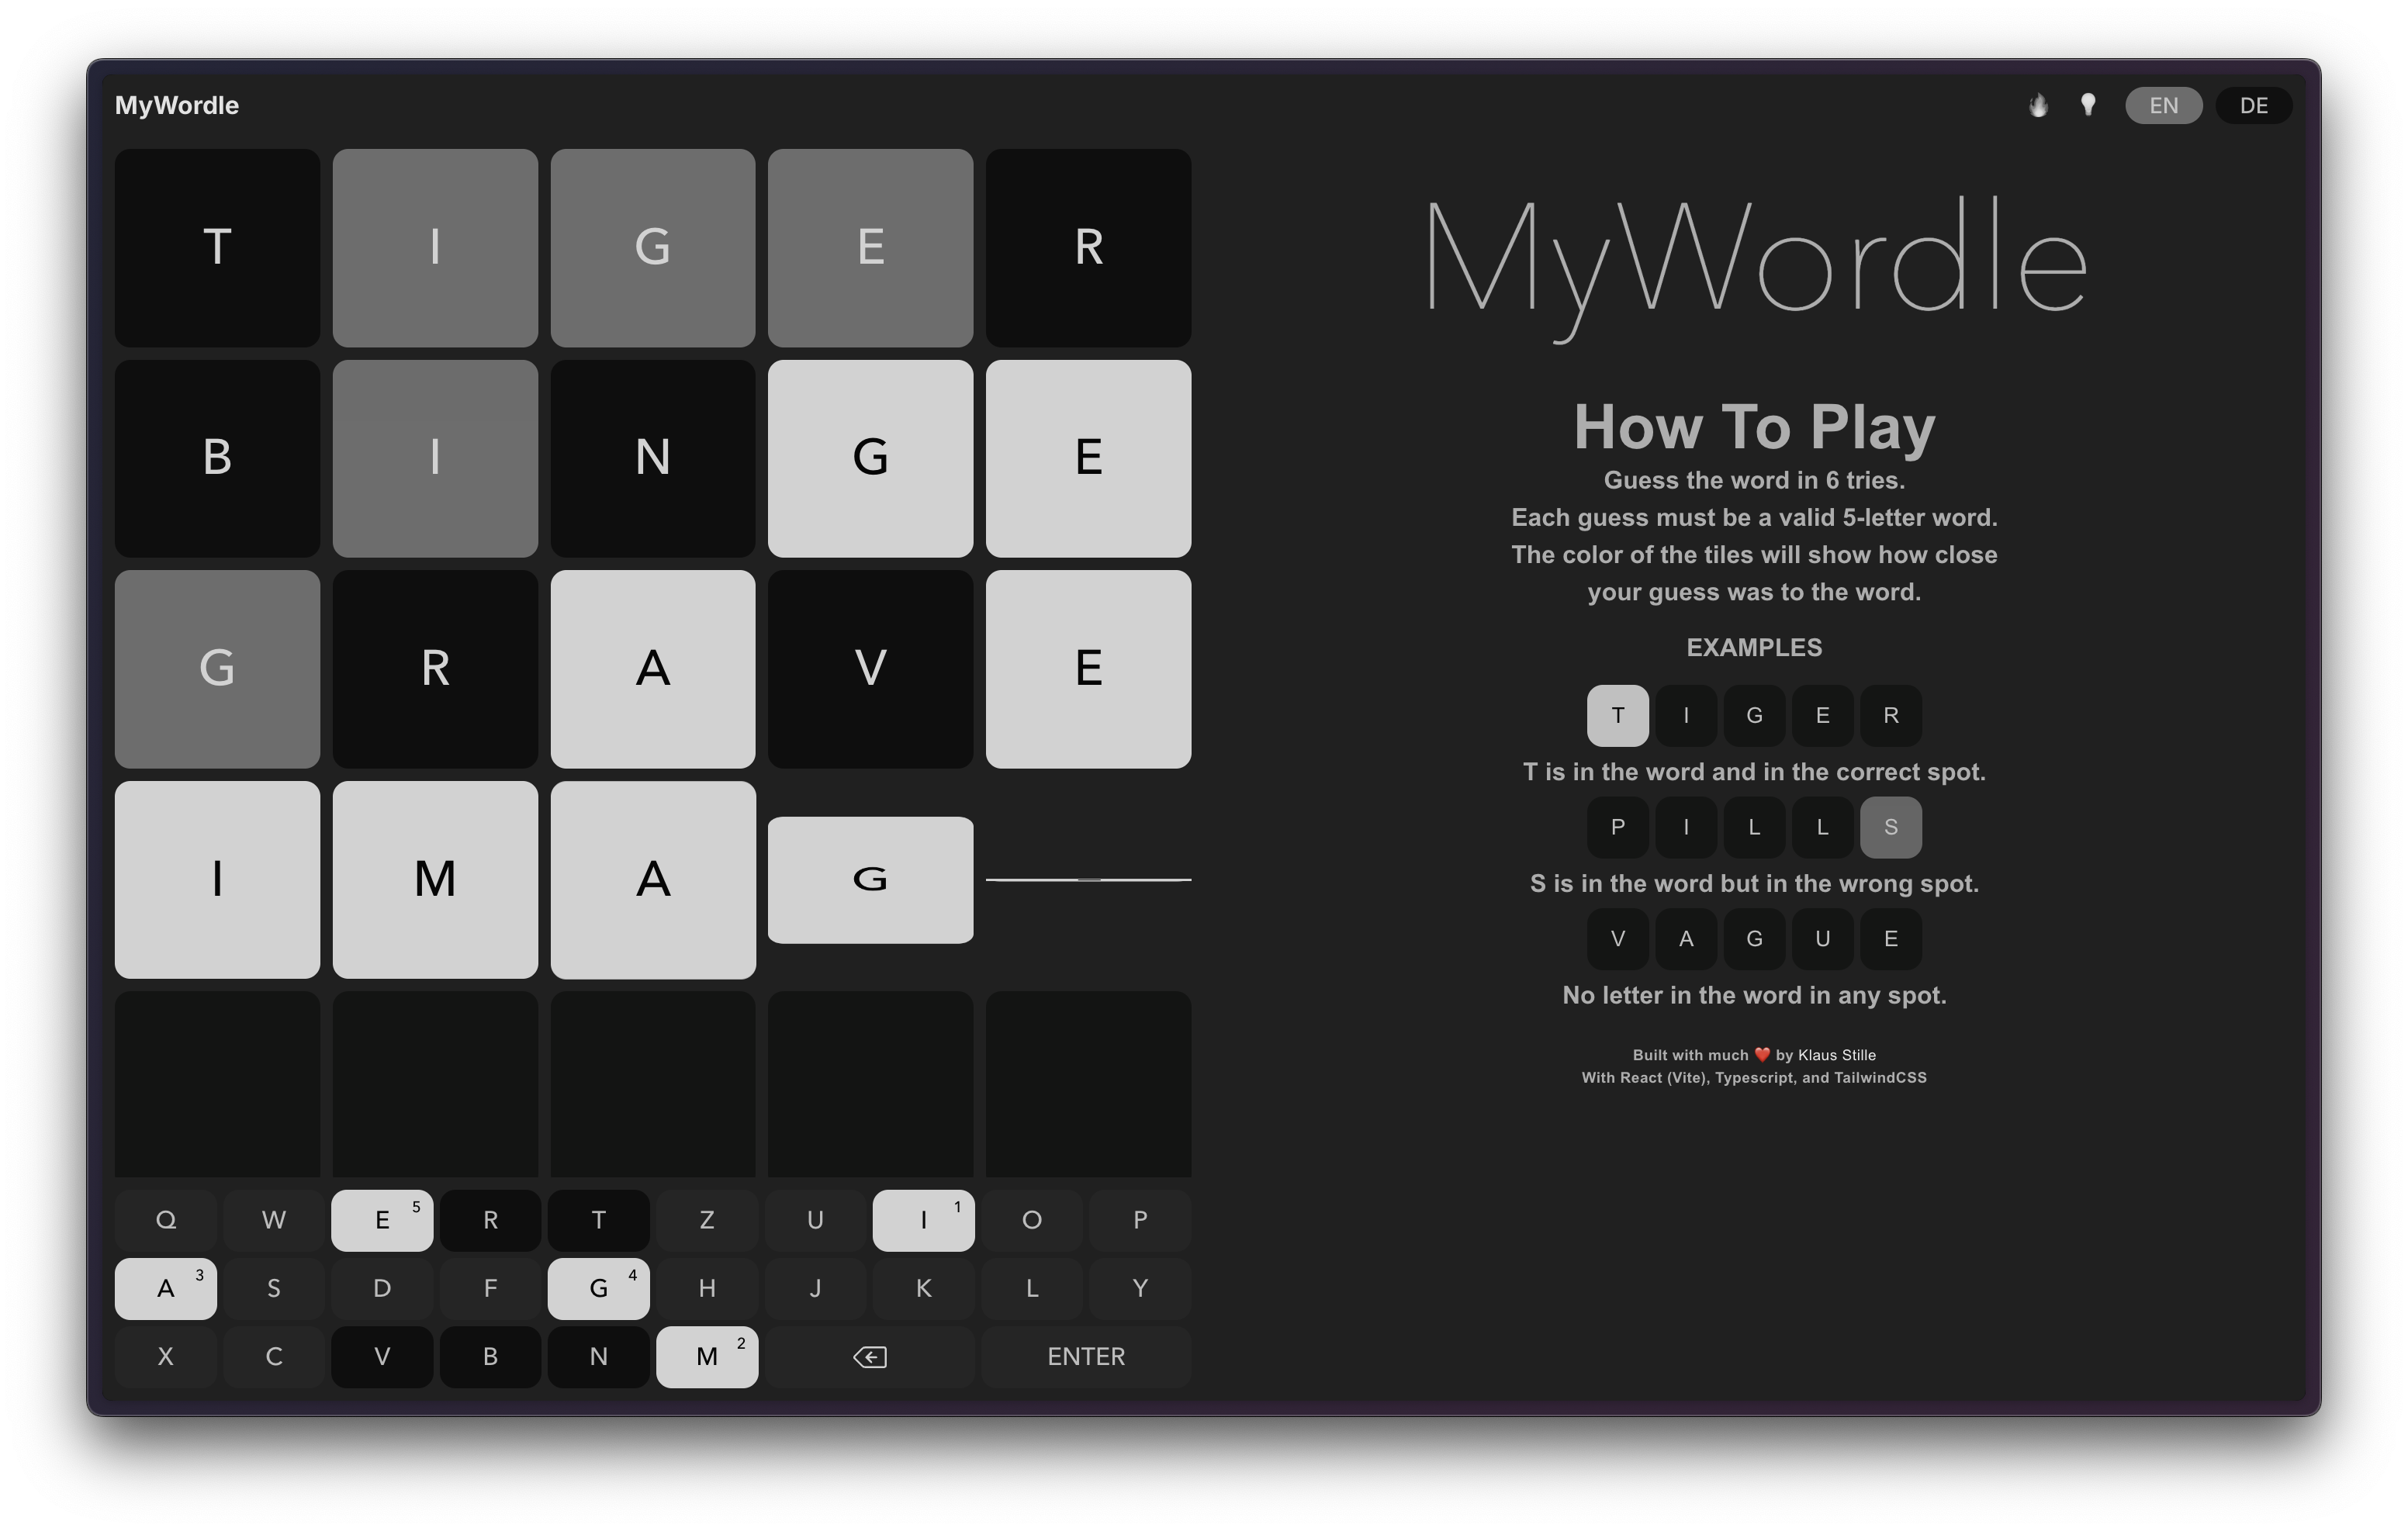 MyWordle
EN DE
T I G E R
B I N G E
G R A V E
I M A G
Q W E 5 R T Z U I 1 O P
A 3 S D F G 4 H J K L Y
X C V B N M 2 ENTER
MyWordle
How To Play
Guess the word in 6 tries.
Each guess must be a valid 5-letter word.
The color of the tiles will show how close
your guess was to the word.
EXAMPLES
T I G E R
T is in the word and in the correct spot.
P I L L S
S is in the word but in the wrong spot.
V A G U E
No letter in the word in any spot.
Built with much ❤️ by Klaus Stille
With React (Vite), Typescript, and TailwindCSS